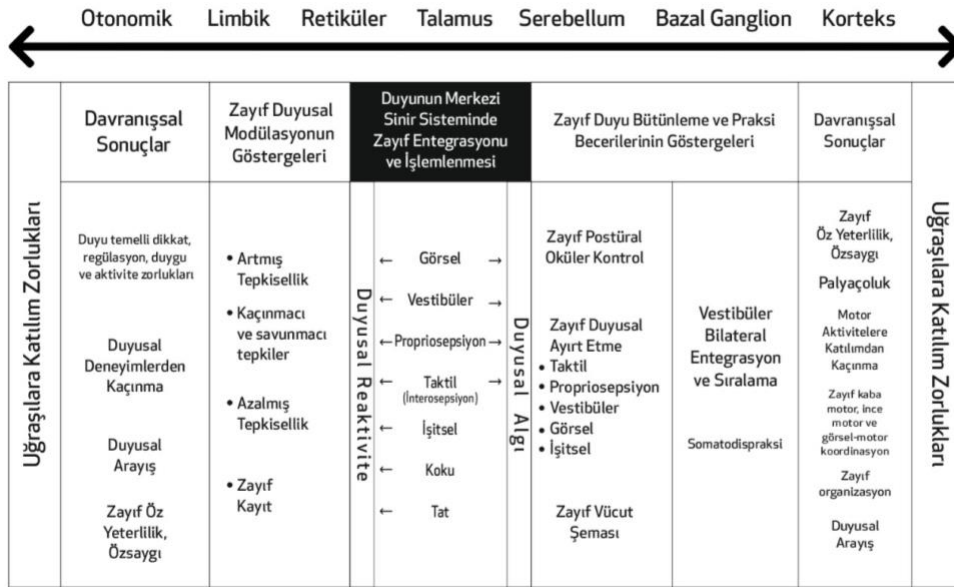 Otonomik Limbik Retiküler Talamus Serebellum Bazal Ganglion Korteks
Uğraşılara Katılım Zorlukları
Davranışsal
Sonuçlar
Duyu temelli dikkat,
regülasyon, duygu
ve aktivite zorlukları
Duyusal
Deneyimlerden
Kaçınma
Duyusal
Arayış
Zayıf Öz
Yeterlilik,
Özsaygı
Zayıf Duyusal
Modülasyonun
Göstergeleri
• Artmış
Tepkisellik
• Kaçınmacı
ve savunmacı
tepkiler
• Azalmış
Tepkisellik
• Zayıf
Kayıt
Duyunun Merkezi
Sinir Sisteminde
Zayıf Entegrasyonu
ve İşlemlenmesi
Duyusal Reaktivite
← Görsel →
← Vestibüler →
← Propriosepsiyon →
← Taktil →
(İnterosepsiyon)
← İşitsel
← Koku
← Tat
Duyusal Algı
Zayıf Duyu Bütünleme ve Praksi
Becerilerinin Göstergeleri
Zayıf Postüral
Oküler Kontrol
Zayıf Duyusal
Ayırt Etme
• Taktil
• Propriosepsiyon
• Vestibüler
• Görsel
• İşitsel
Zayıf Vücut
Şeması
Vestibüler
Bilateral
Entegrasyon
ve Sıralama
Somatodispraksi
Davranışsal
Sonuçlar
Zayıf
Öz Yeterlilik,
Özsaygı
Palyaçoluk
Motor
Aktivitelere
Katılımdan
Kaçınma
Zayıf kaba
motor, ince
motor ve
görsel-motor
koordinasyon
Zayıf
organizasyon
Duyusal
Arayış
Uğraşılara Katılım Zorlukları